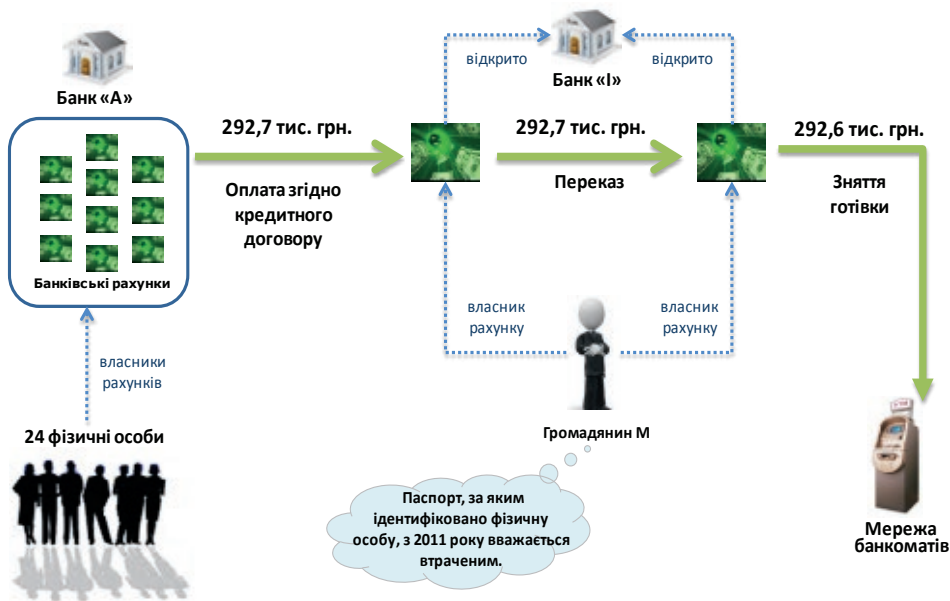 Банк «А»
Банківські рахунки
власники
рахунків
24 фізичні особи
292,7 тис. грн.
Оплата згідно
кредитного
договору
відкрито
Банк «І»
відкрито
292,7 тис. грн.
Переказ
власник
рахунку
власник
рахунку
Громадянин М
Паспорт, за яким
ідентифіковано фізичну
особу, з 2011 року вважається
втраченим.
292,6 тис. грн.
Зняття
готівки
Мережа
банкоматів